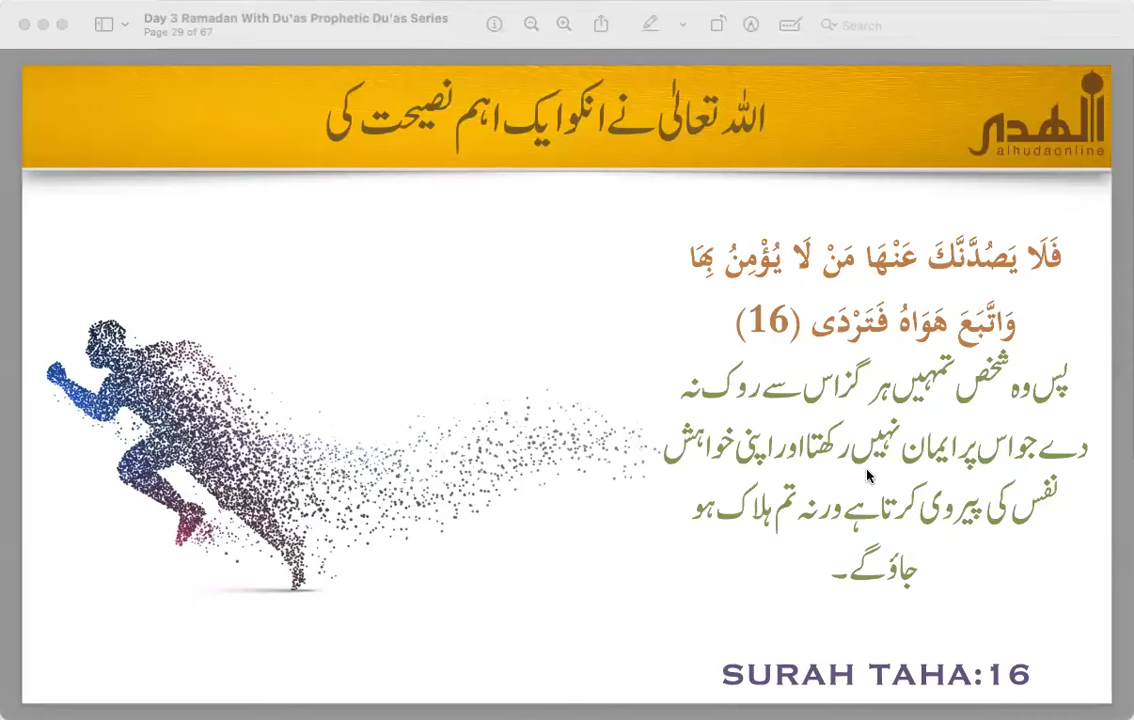 Day 3 Ramadan With Du'as Prophetic Du'as Series
Page 29 of 67
Search
اللہ تعالیٰ نے انکو ایک اہم نصیحت کی
الهدى
alhudaonline
فَلَا يَصُدَّنَّكَ عَنْهَا مَنْ لَا يُؤْمِنُ بِهَا
وَاتَّبَعَ هَوَاهُ فَتَرْدَى (16)
پس وہ شخص تمہیں ہر گز اس سے روک نہ
دے جو اس پر ایمان نہیں رکھتا اور اپنی خواہش
نفس کی پیروی کرتا ہے ورنہ تم ہلاک ہو
جاؤ گے۔
SURAH TAHA:16